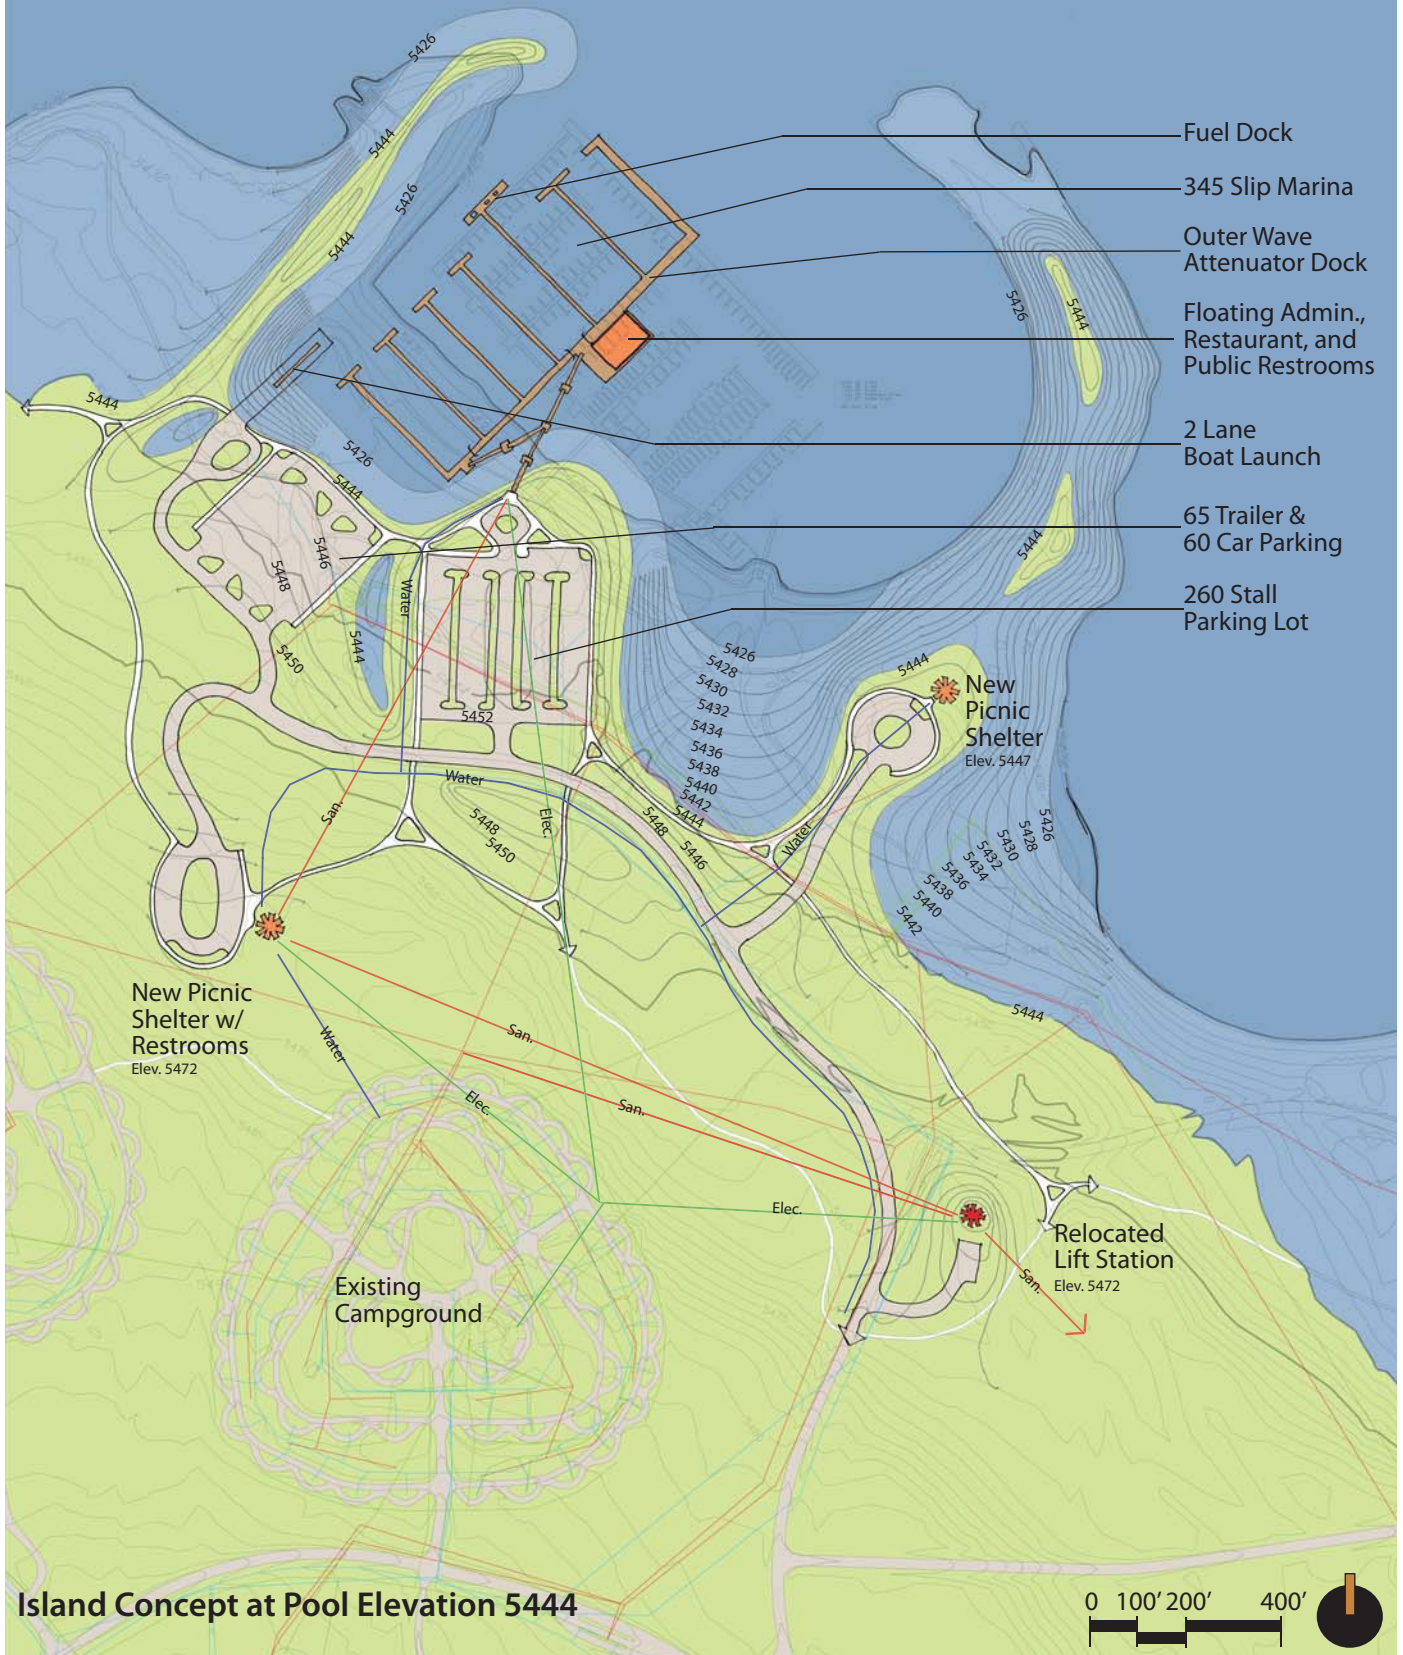 5426
5444
5426
5444
Fuel Dock
345 Slip Marina
Outer Wave
Attenuator Dock
Floating Admin.,
Restaurant, and
Public Restrooms
2 Lane
Boat Launch
65 Trailer &
60 Car Parking
260 Stall
Parking Lot
5426
5444
5444
5444
5426
5444
5446
5448
5450
5444
Water
5452
5426
5428
5430
5432
5434
5436
5438
5440
5442
5444
5444
New
Picnic
Shelter
Elev. 5447
Water
San.
Elec.
5448
5450
5448
5446
Water
5426
5428
5430
5432
5434
5436
5438
5440
5442
5444
New Picnic
Shelter w/
Restrooms
Elev. 5472
Water
San.
Elec.
San.
Elec.
Relocated
Lift Station
Elev. 5472
San.
Existing
Campground
Island Concept at Pool Elevation 5444
0 100' 200' 400'